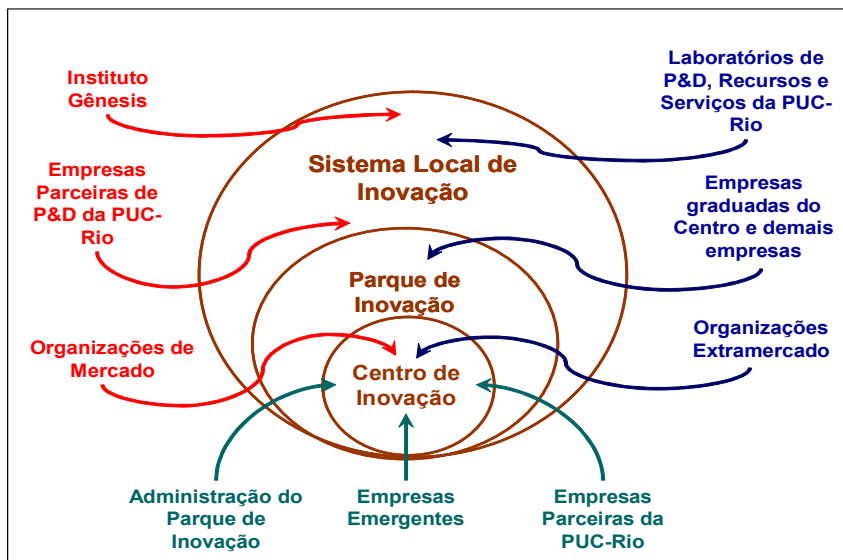 Instituto
Gênesis
Laboratórios de
P&D, Recursos e
Serviços da PUC-
Rio
Sistema Local de
Inovação
Empresas
Parceiras de
P&D da PUC-
Rio
Empresas
graduadas do
Centro e demais
empresas
Parque de
Inovação
Organizações de
Mercado
Organizações
Extramercado
Centro de
Inovação
Administração do
Parque de
Inovação
Empresas
Emergentes
Empresas
Parceiras da
PUC-Rio